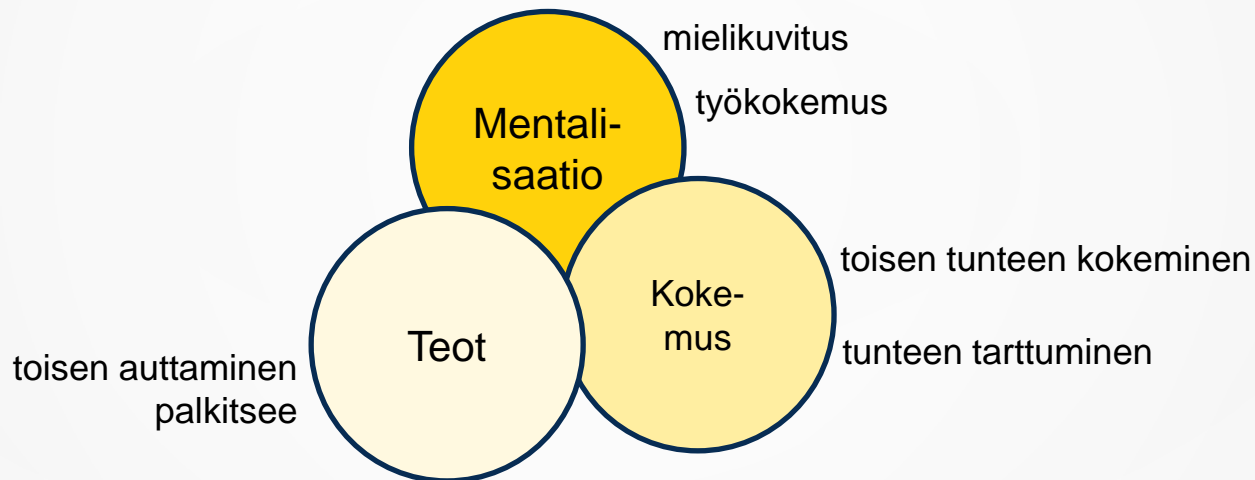 mielikuvitus
työkokemus
Mentali-
saatio
toisen tunteen kokeminen
Koke-
mus
tunteen tarttuminen
Teot
toisen auttaminen
palkitsee